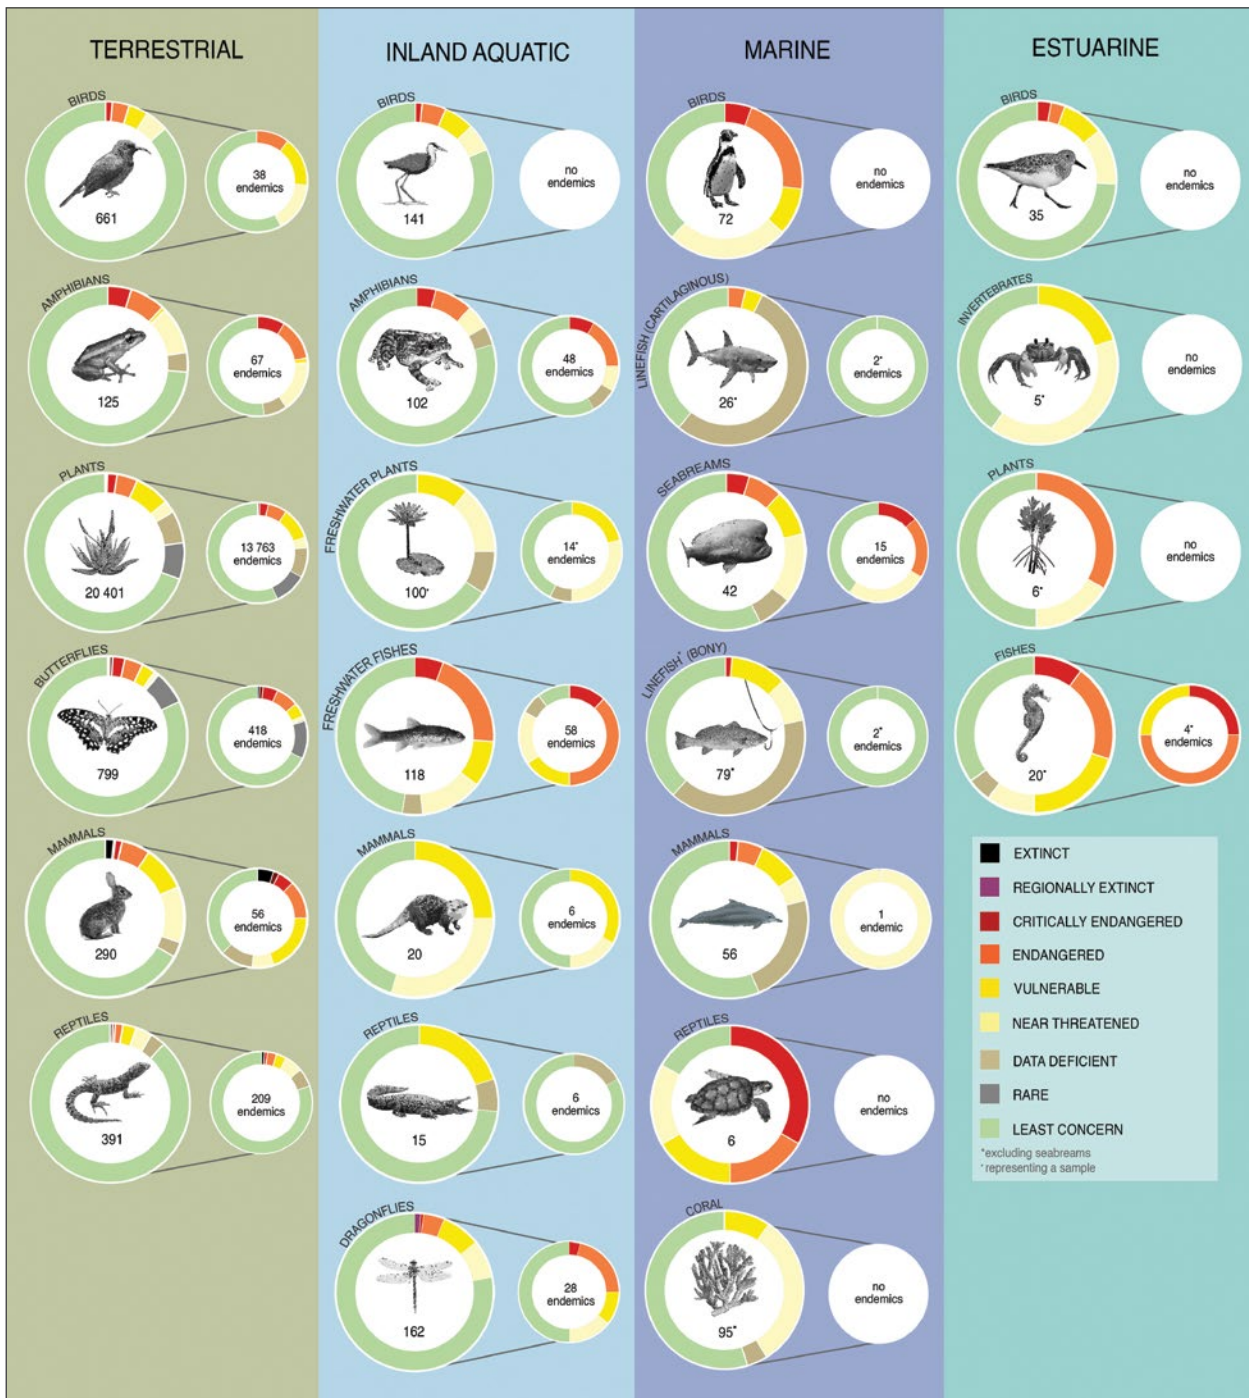 TERRESTRIAL
BIRDS
661
38
endemics
AMPHIBIANS
125
67
endemics
PLANTS
20 401
13 763
endemics
BUTTERFLIES
799
418
endemics
MAMMALS
290
56
endemics
REPTILES
391
209
endemics
INLAND AQUATIC
BIRDS
141
no
endemics
AMPHIBIANS
102
48
endemics
FRESHWATER PLANTS
100*
14*
endemics
FRESHWATER FISHES
118
58
endemics
MAMMALS
20
6
endemics
REPTILES
15
6
endemics
DRAGONFLIES
162
28
endemics
MARINE
BIRDS
72
no
endemics
LINEFISH (CARTILAGINOUS)
26*
2*
endemics
SEABREAMS
42
15
endemics
LINEFISH* (BONY)
79*
2*
endemics
MAMMALS
56
1
endemic
REPTILES
6
no
endemics
CORAL
95*
no
endemics
ESTUARINE
BIRDS
35
no
endemics
INVERTEBRATES
5*
no
endemics
PLANTS
6*
no
endemics
FISHES
20*
4*
endemics
EXTINCT
REGIONALLY EXTINCT
CRITICALLY ENDANGERED
ENDANGERED
VULNERABLE
NEAR THREATENED
DATA DEFICIENT
RARE
LEAST CONCERN
*excluding seabreams
* representing a sample